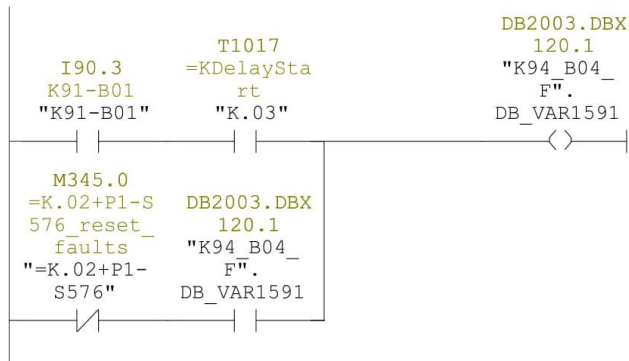 I90.3
K91-B01
"K91-B01"
T1017
=KDelaySta
rt
"K.03"
DB2003.DBX
120.1
"K94_B04_
F".
DB_VAR1591
M345.0
=K.02+P1-S
576_reset_
faults
"=K.02+P1-
S576"
DB2003.DBX
120.1
"K94_B04_
F".
DB_VAR1591